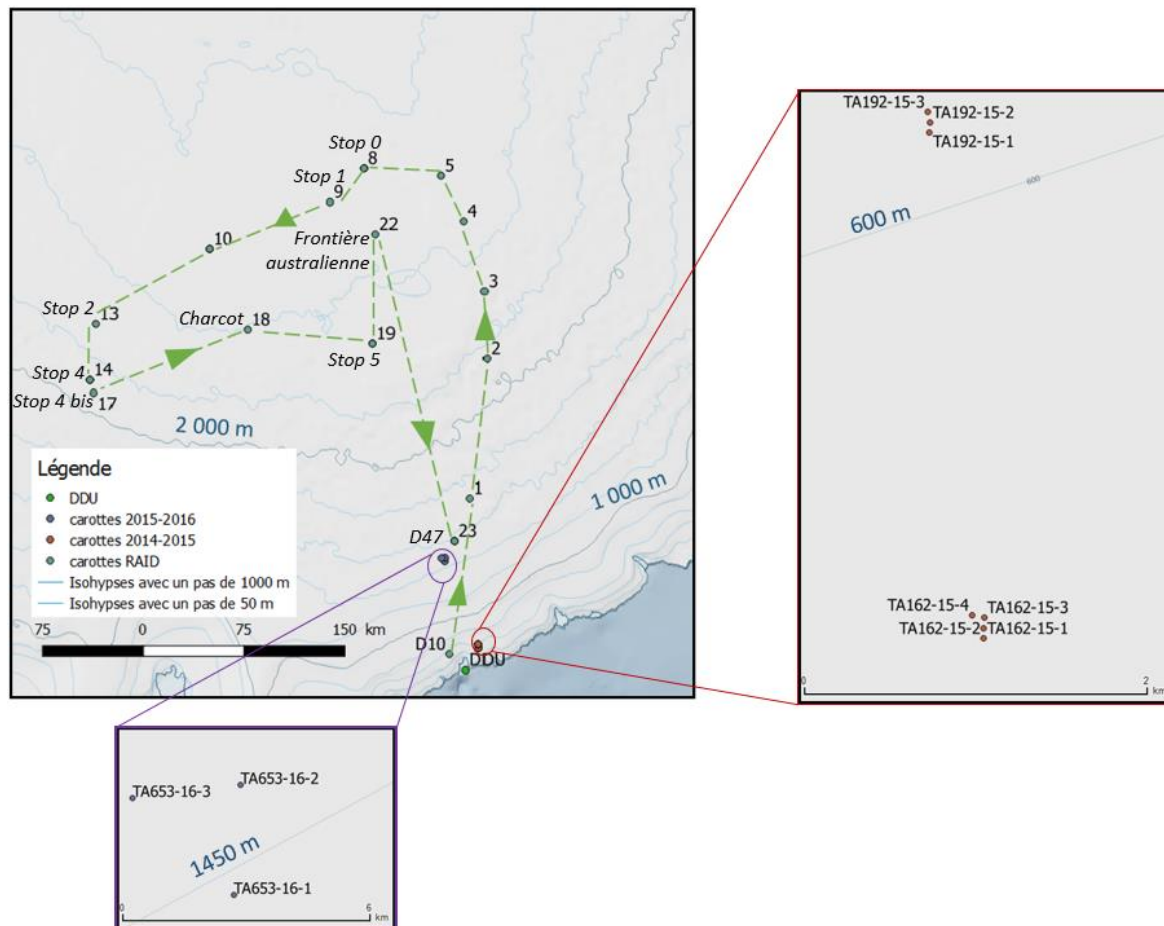 Stop 0
8
Stop 1
9
5
4
22
10
Frontière
australienne
3
Stop 2
13
Charcot
18
19
2
Stop 5
Stop 4
14
Stop 4 bis
17
2 000 m
Légende
DDU
carottes 2015-2016
carottes 2014-2015
carottes RAID
Isohypses avec un pas de 1000 m
Isohypses avec un pas de 50 m
75 0 75 150 km
1
1 000 m
D47
23
D10
DDU
TA192-15-3
TA192-15-2
TA192-15-1
600
600 m
TA162-15-4
TA162-15-3
TA162-15-2
TA162-15-1
0 2
km
TA653-16-2
TA653-16-3
1450 m
TA653-16-1
0 6
km